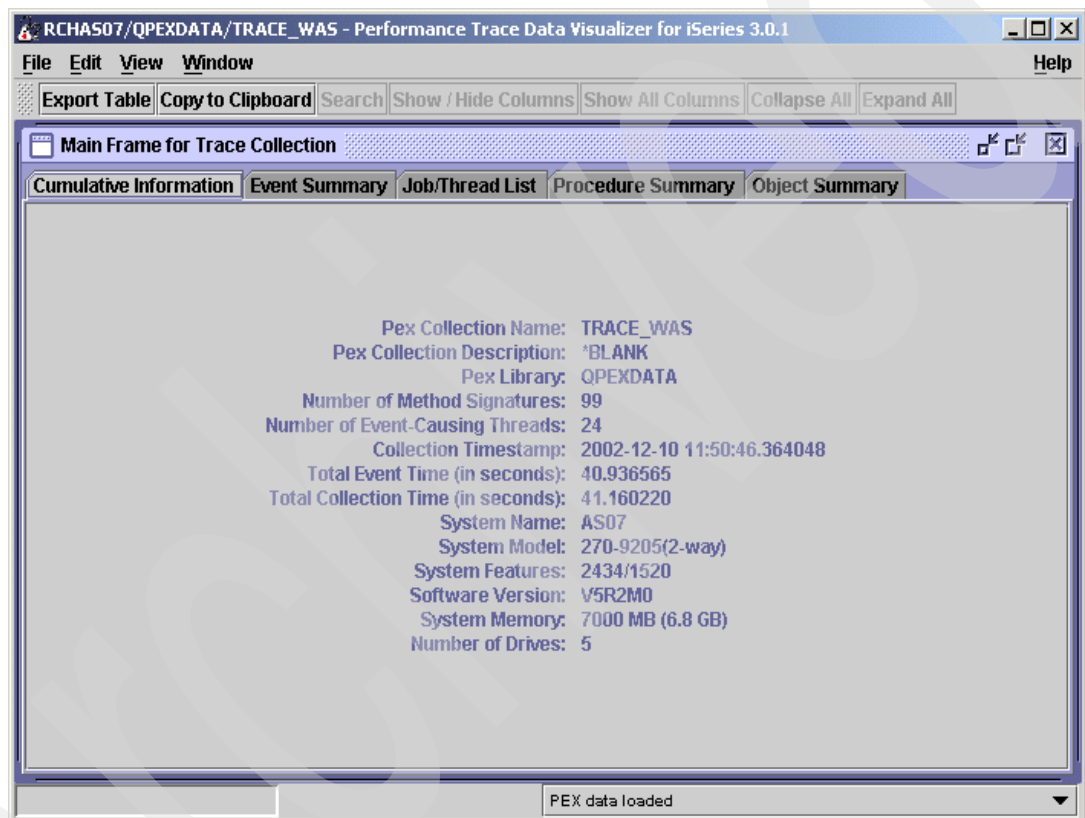 RCHAS07/QPEXDATA/TRACE_WAS - Performance Trace Data Visualizer for iSeries 3.0.1
File Edit View Window Help
Export Table Copy to Clipboard Search Show / Hide Columns Show All Columns Collapse All Expand All
Main Frame for Trace Collection
Cumulative Information Event Summary Job/Thread List Procedure Summary Object Summary
Pex Collection Name: TRACE_WAS
Pex Collection Description: *BLANK
Pex Library: QPEXDATA
Number of Method Signatures: 99
Number of Event-Causing Threads: 24
Collection Timestamp: 2002-12-10 11:50:46.364048
Total Event Time (in seconds): 40.936565
Total Collection Time (in seconds): 41.160220
System Name: AS07
System Model: 270-9205(2-way)
System Features: 2434/1520
Software Version: V5R2M0
System Memory: 7000 MB (6.8 GB)
Number of Drives: 5
PEX data loaded